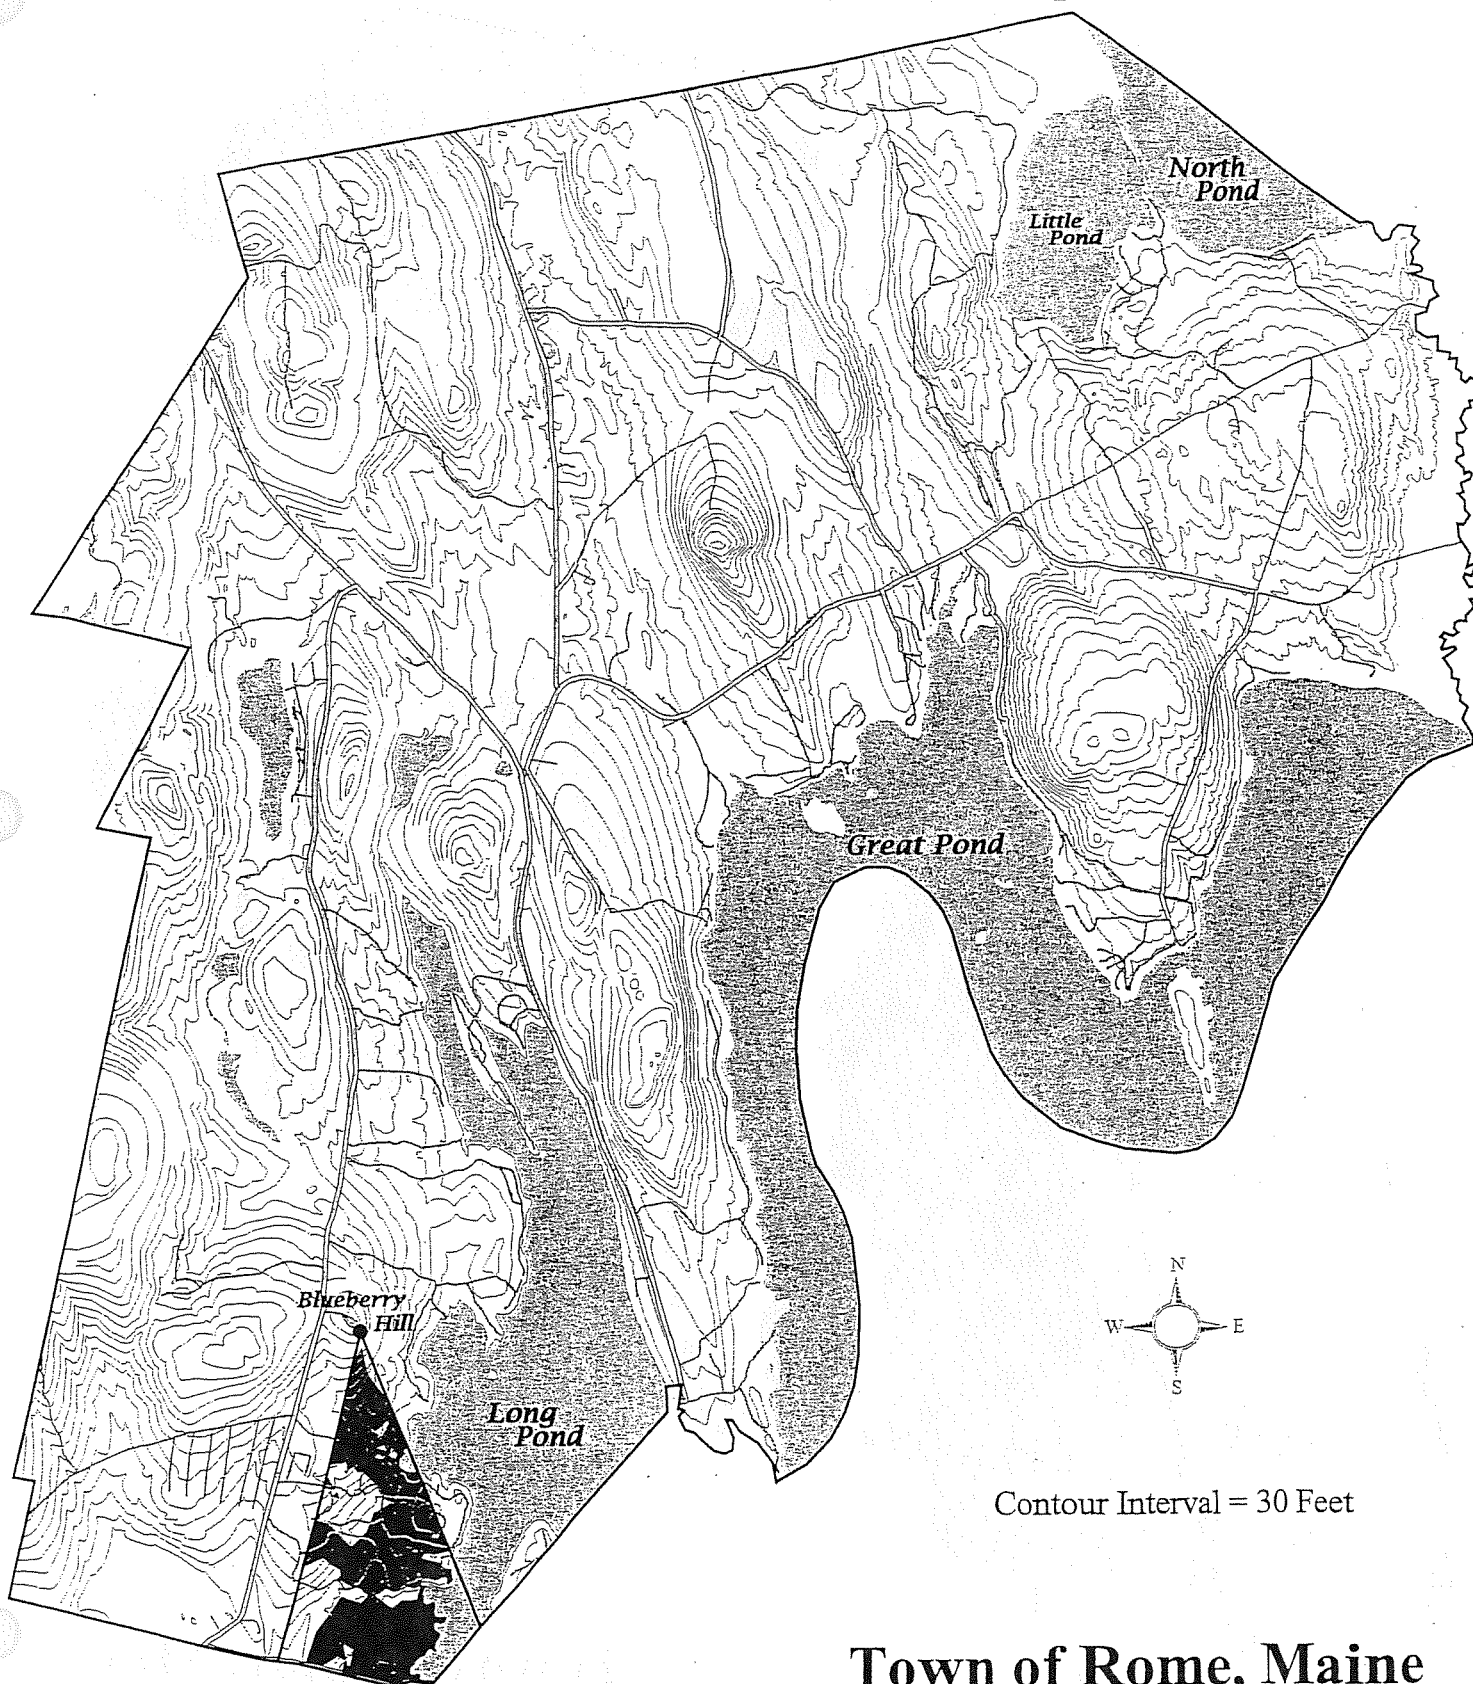 North
Pond
Little
Pond
Great Pond
Blueberry
Hill
Long
Pond
N
W
E
S
Contour Interval = 30 Feet
Town of Rome, Maine